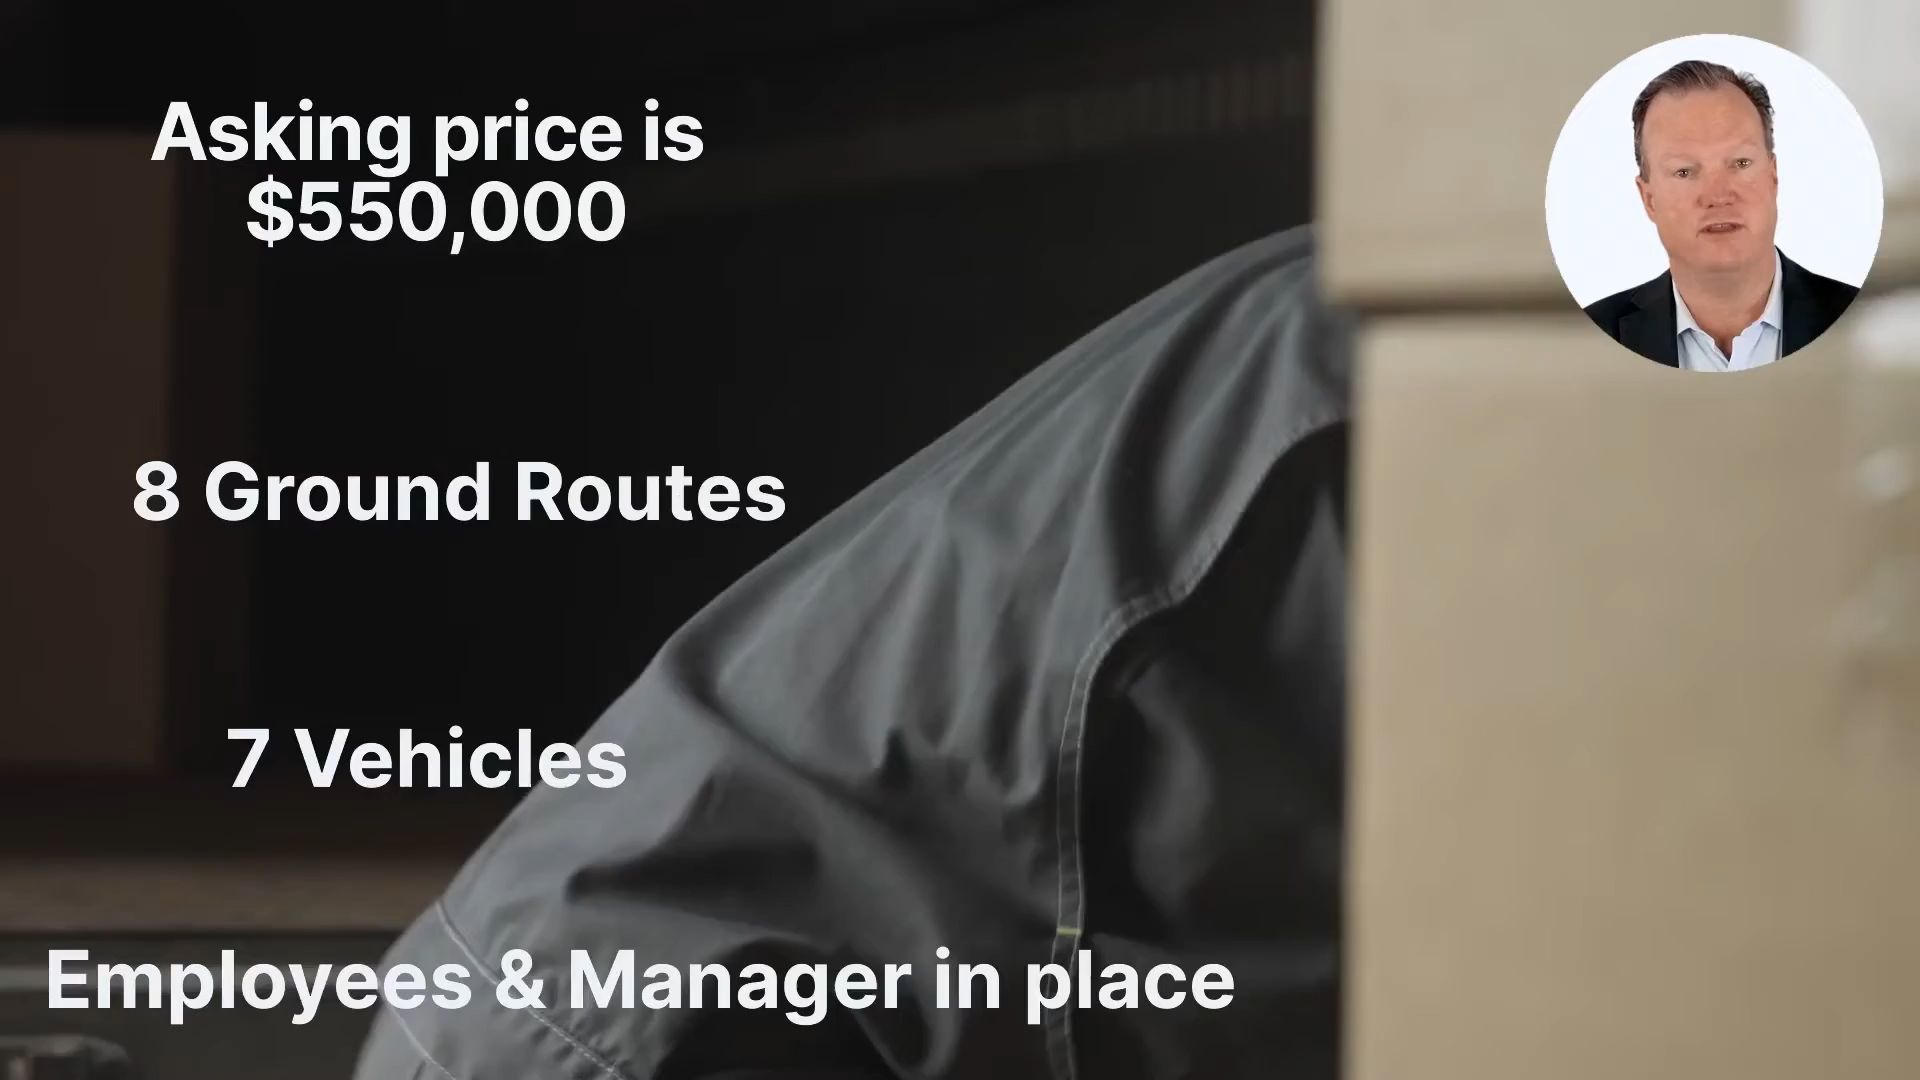 Asking price is
$550,000
8 Ground Routes
7 Vehicles
Employees & Manager in place